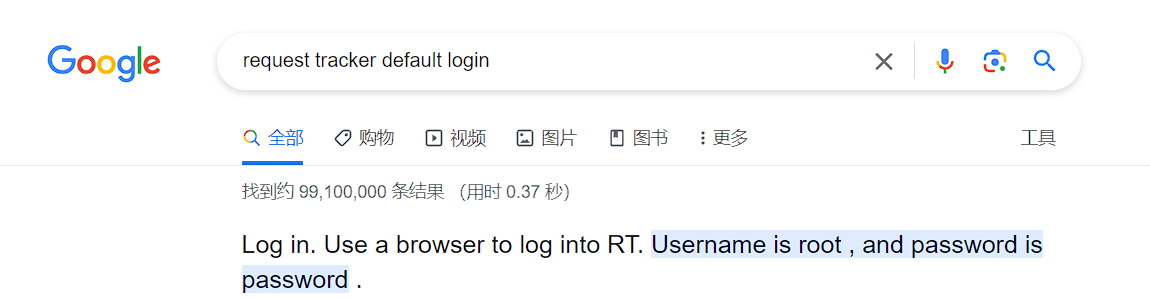 Google
request tracker default login
全部 购物 视频 图片 图书 更多 工具
找到约 99,100,000 条结果 （用时 0.37 秒）
Log in. Use a browser to log into RT. Username is root , and password is
password .